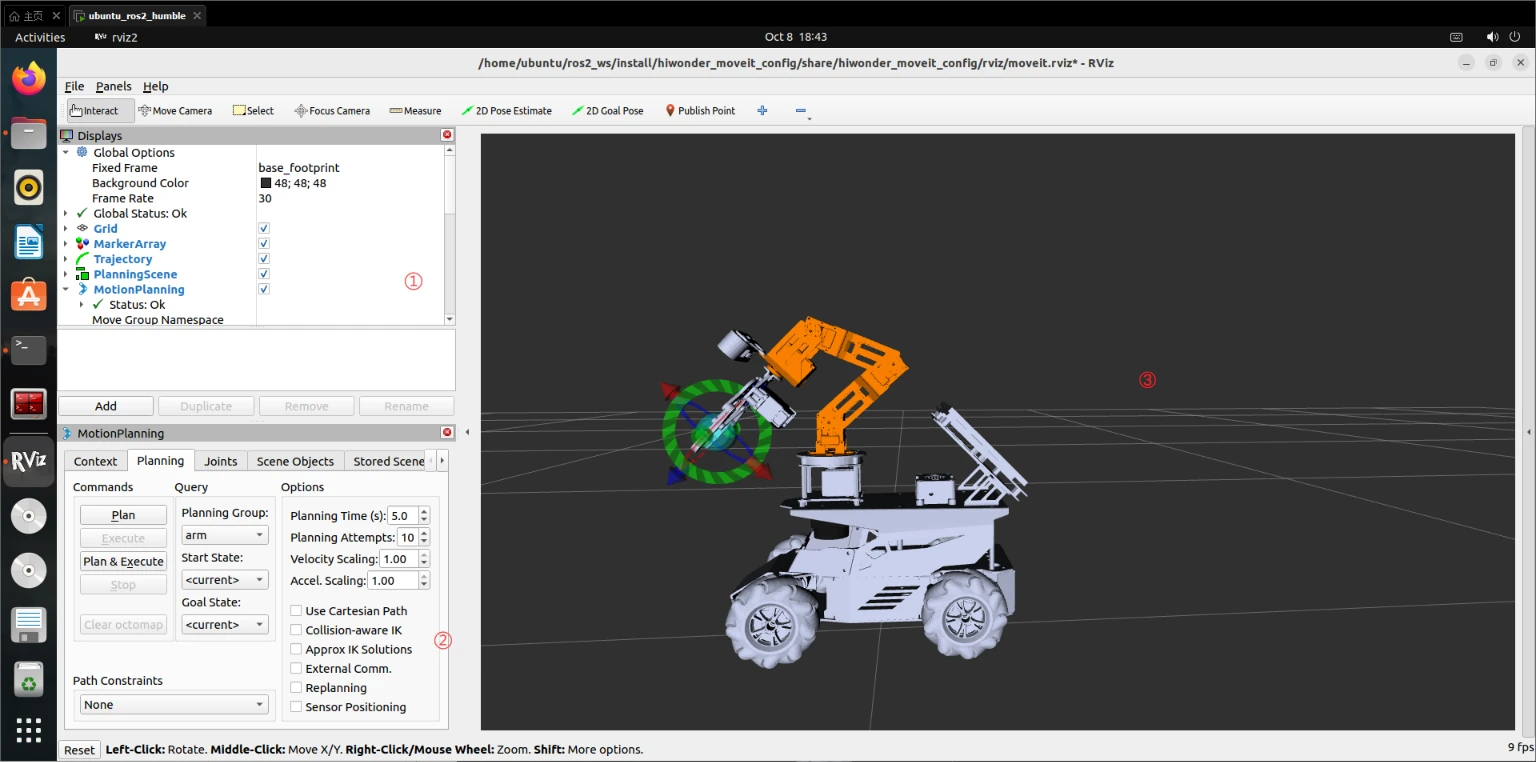 主页 ubuntu_ros2_humble
Activities rviz2 Oct 8 18:43
/home/ubuntu/ros2_ws/install/hiwonder_moveit_config/share/hiwonder_moveit_config/rviz/moveit.rviz* - RViz
File Panels Help
Interact Move Camera Select Focus Camera Measure 2D Pose Estimate 2D Goal Pose Publish Point
Displays
Global Options
Fixed Frame base_footprint
Background Color 48; 48; 48
Frame Rate 30
Global Status: Ok
Grid
MarkerArray
Trajectory
PlanningScene
①
MotionPlanning
Status: Ok
Move Group Namespace
③
Add Duplicate Remove Rename
MotionPlanning
Context Planning Joints Scene Objects Stored Scene
RViz
Commands Query Options
Plan
Execute
Plan & Execute
Stop
Clear octomap
Planning Group:
arm
Start State:
<current>
Goal State:
<current>
Planning Time (s): 5.0
Planning Attempts: 10
Velocity Scaling: 1.00
Accel. Scaling: 1.00
Use Cartesian Path
Collision-aware IK
②
Approx IK Solutions
External Comm.
Replanning
Sensor Positioning
Path Constraints
None
Reset Left-Click: Rotate. Middle-Click: Move X/Y. Right-Click/Mouse Wheel: Zoom. Shift: More options. 9 fps